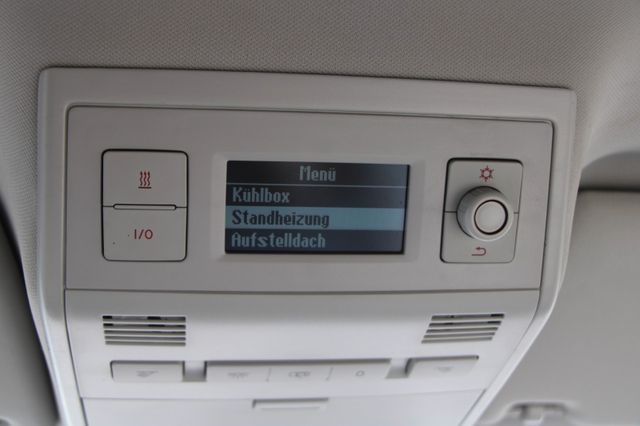 Menü
Kühlbox
Standheizung
Aufstelldach
I/O
O